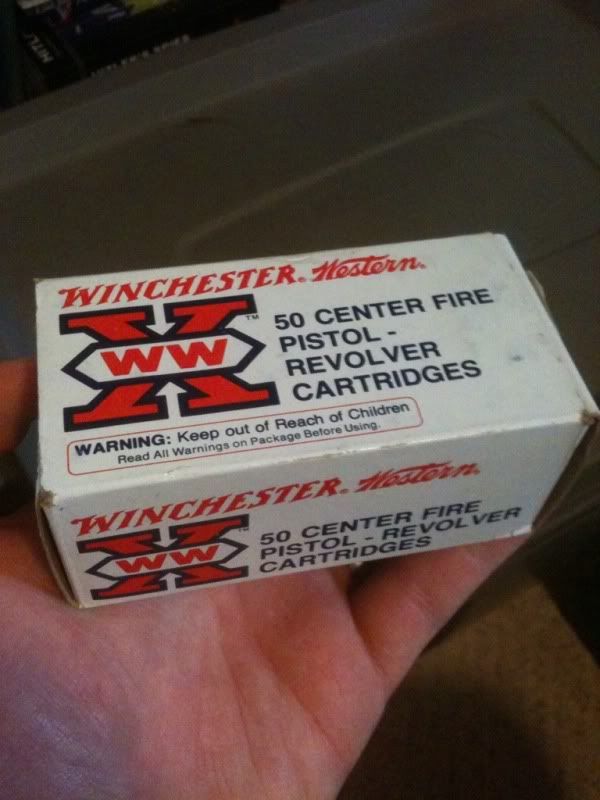 WINCHESTER. Western.
WW
TM
50 CENTER FIRE
PISTOL -
REVOLVER
CARTRIDGES
WARNING: Keep out of Reach of Children
Read All Warnings on Package Before Using.
WINCHESTER. Western.
WW
50 CENTER FIRE
PISTOL - REVOLVER
CARTRIDGES